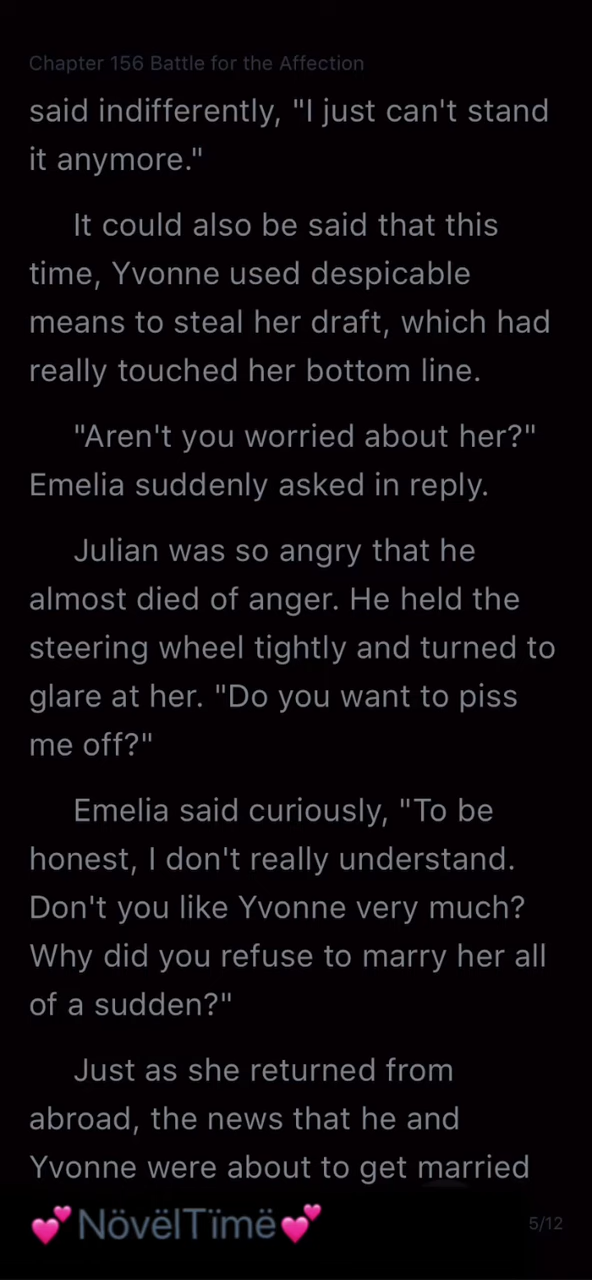 Chapter 156 Battle for the Affection
said indifferently, "I just can't stand
it anymore."
It could also be said that this
time, Yvonne used despicable
means to steal her draft, which had
really touched her bottom line.
"Aren't you worried about her?"
Emelia suddenly asked in reply.
Julian was so angry that he
almost died of anger. He held the
steering wheel tightly and turned to
glare at her. "Do you want to piss
me off?"
Emelia said curiously, "To be
honest, I don't really understand.
Don't you like Yvonne very much?
Why did you refuse to marry her all
of a sudden?"
Just as she returned from
abroad, the news that he and
Yvonne were about to get married
💕NövëlTïmë💕
5/12